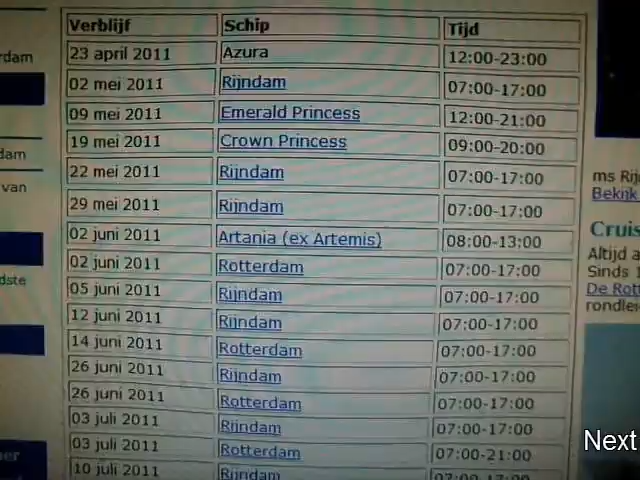 Verblijf Schip Tijd
23 april 2011 Azura 12:00-23:00
02 mei 2011 Rijndam 07:00-17:00
09 mei 2011 Emerald Princess 12:00-21:00
19 mei 2011 Crown Princess 09:00-20:00
22 mei 2011 Rijndam 07:00-17:00
29 mei 2011 Rijndam 07:00-17:00
02 juni 2011 Artania (ex Artemis) 08:00-13:00
02 juni 2011 Rotterdam 07:00-17:00
05 juni 2011 Rijndam 07:00-17:00
12 juni 2011 Rijndam 07:00-17:00
14 juni 2011 Rotterdam 07:00-17:00
26 juni 2011 Rijndam 07:00-17:00
26 juni 2011 Rotterdam 07:00-17:00
03 juli 2011 Rijndam 07:00-17:00
03 juli 2011 Rotterdam 07:00-21:00
10 juli 2011 Rijndam 07:00-17:00
rdam
dam
van
dste
er
ms Rij
Bekijk
Cruis
Altijd a
Sinds 1
De Rott
rondlei
Next